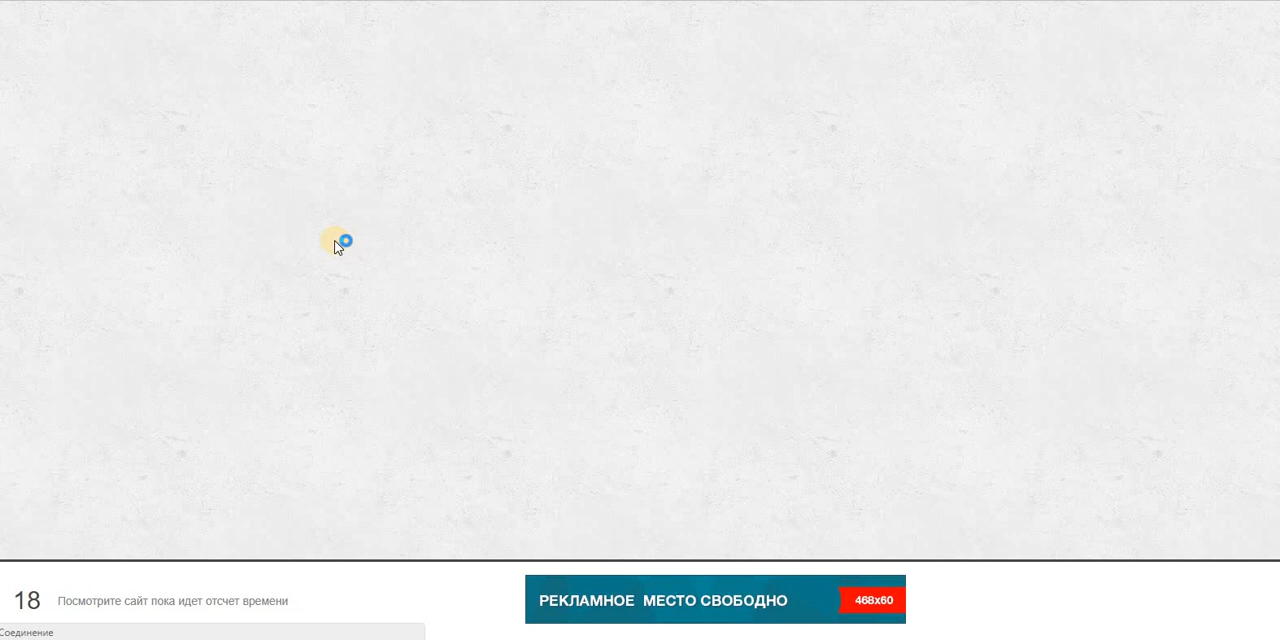 18 Посмотрите сайт пока идет отсчет времени
РЕКЛАМНОЕ МЕСТО СВОБОДНО 468x60
Соединение